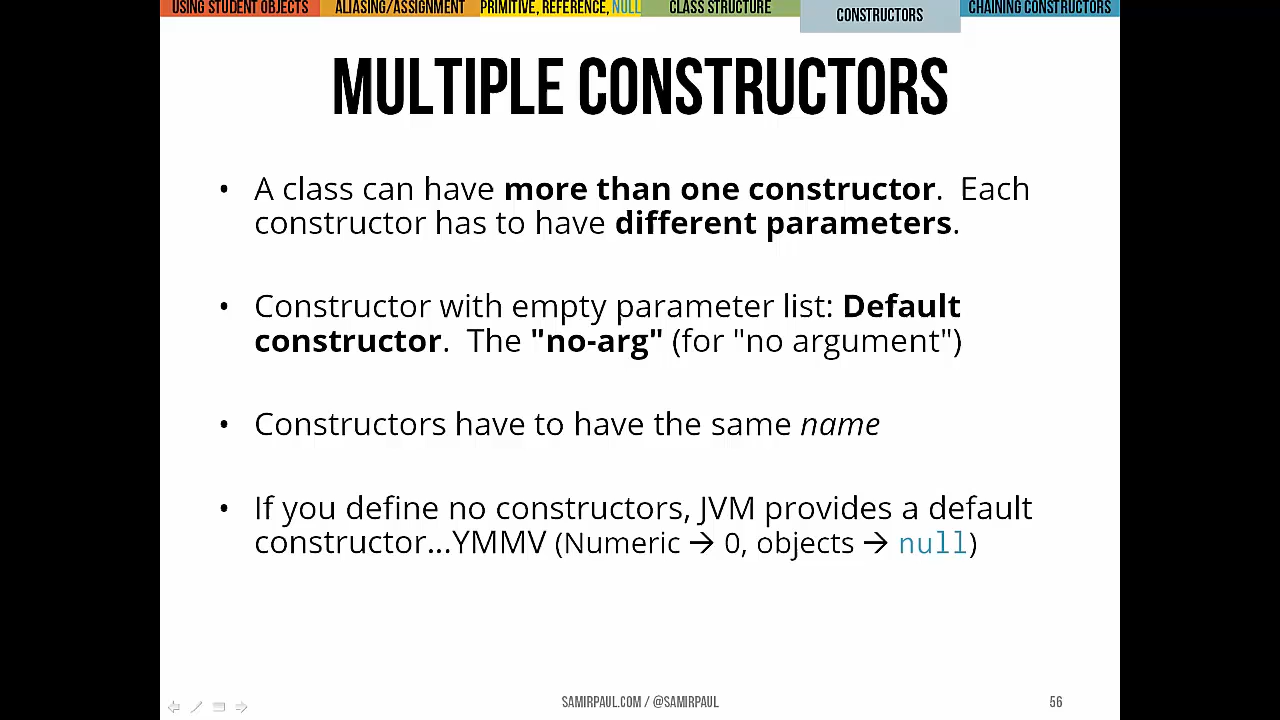 USING STUDENT OBJECTS ALIASING/ASSIGNMENT PRIMITIVE, REFERENCE, NULL CLASS STRUCTURE CONSTRUCTORS CHAINING CONSTRUCTORS
MULTIPLE CONSTRUCTORS
• A class can have more than one constructor. Each
constructor has to have different parameters.
• Constructor with empty parameter list: Default
constructor. The "no-arg" (for "no argument")
• Constructors have to have the same name
• If you define no constructors, JVM provides a default
constructor...YMMV (Numeric → 0, objects → null)
SAMIRPAUL.COM / @SAMIRPAUL 56